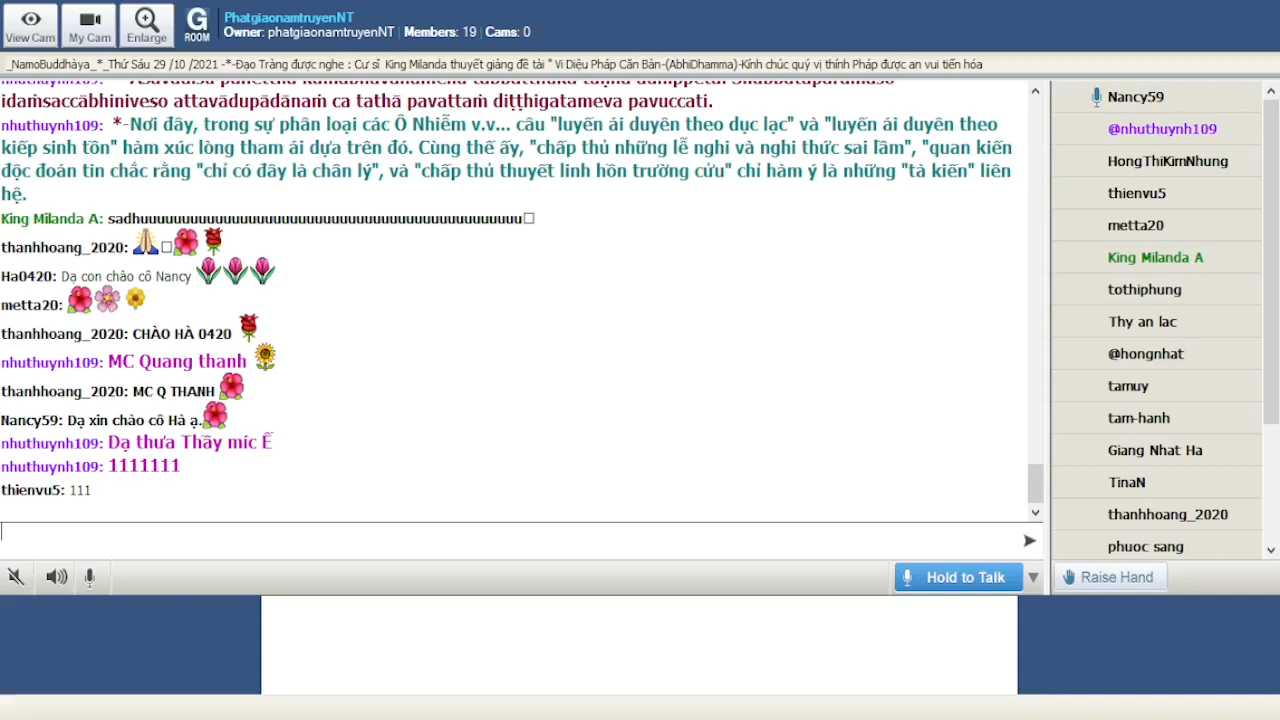 View Cam
My Cam
Enlarge
G
ROOM
PhatgiaonamtruyenNT
Owner: phatgiaonamtruyenNT | Members: 19 | Cams: 0
_NamoBuddhàya_*_Thứ Sáu 29 /10 /2021 -*-Đạo Tràng được nghe : Cư sĩ King Milanda thuyết giảng đề tài " Vi Diệu Pháp Căn Bản-(AbhiDhamma)-Kính chúc quý vị thính Pháp được an vui tiến hóa
idaṁsaccābhiniveso attavādupādānaṁ ca tathā pavattaṁ diṭṭhigatameva pavuccati.
nhuthuynh109: *-Nơi đây, trong sự phân loại các Ô Nhiễm v.v... câu "luyến ái duyên theo dục lạc" và "luyến ái duyên theo
kiếp sinh tồn" hàm xúc lòng tham ái dựa trên đó. Cùng thế ấy, "chấp thủ những lễ nghi và nghi thức sai lầm", "quan kiến
độc đoán tin chắc rằng "chỉ có đây là chân lý", và "chấp thủ thuyết linh hồn trường cửu" chỉ hàm ý là những "tà kiến" liên
hệ.
King Milanda A: sadhuuuuuuuuuuuuuuuuuuuuuuuuuuuuuuuuuuuuuuuuuuuuu
thanhhoang_2020:
Ha0420: Dạ con chào cô Nancy
metta20:
thanhhoang_2020: CHÀO HÀ 0420
nhuthuynh109: MC Quang thanh
thanhhoang_2020: MC Q THANH
Nancy59: Dạ xin chào cô Hà ạ.
nhuthuynh109: Dạ thưa Thầy míc Ế
nhuthuynh109: 1111111
thienvu5: 111
Hold to Talk
Nancy59
@nhuthuynh109
HongThiKimNhung
thienvu5
metta20
King Milanda A
tothiphung
Thy an lac
@hongnhat
tamuy
tam-hanh
Giang Nhat Ha
TinaN
thanhhoang_2020
phuoc sang
Raise Hand